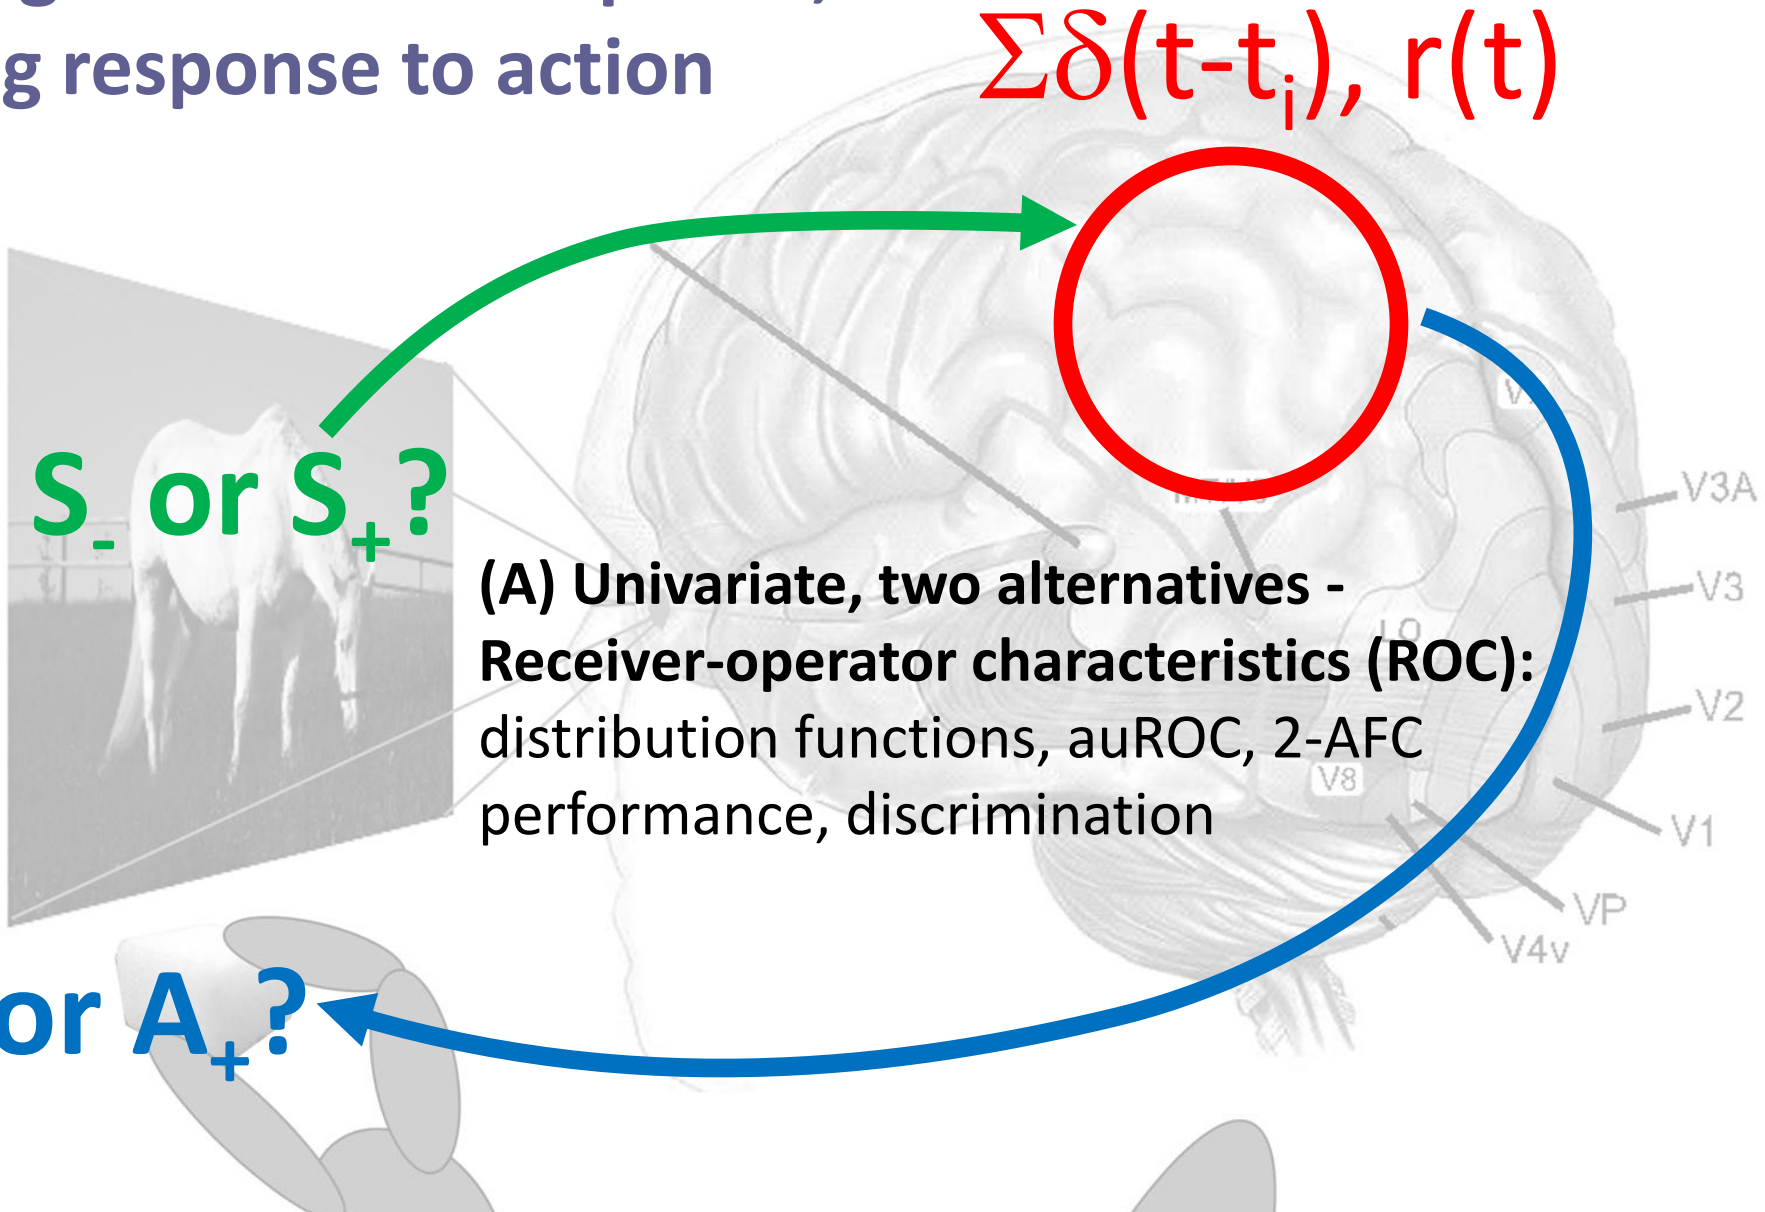 g response to action
Σδ(t-tᵢ), r(t)
S₋ or S₊?
V3A
(A) Univariate, two alternatives -
V3
Receiver-operator characteristics (ROC):
LO
V2
distribution functions, auROC, 2-AFC
V8
performance, discrimination
V1
VP
V4v
or A₊?